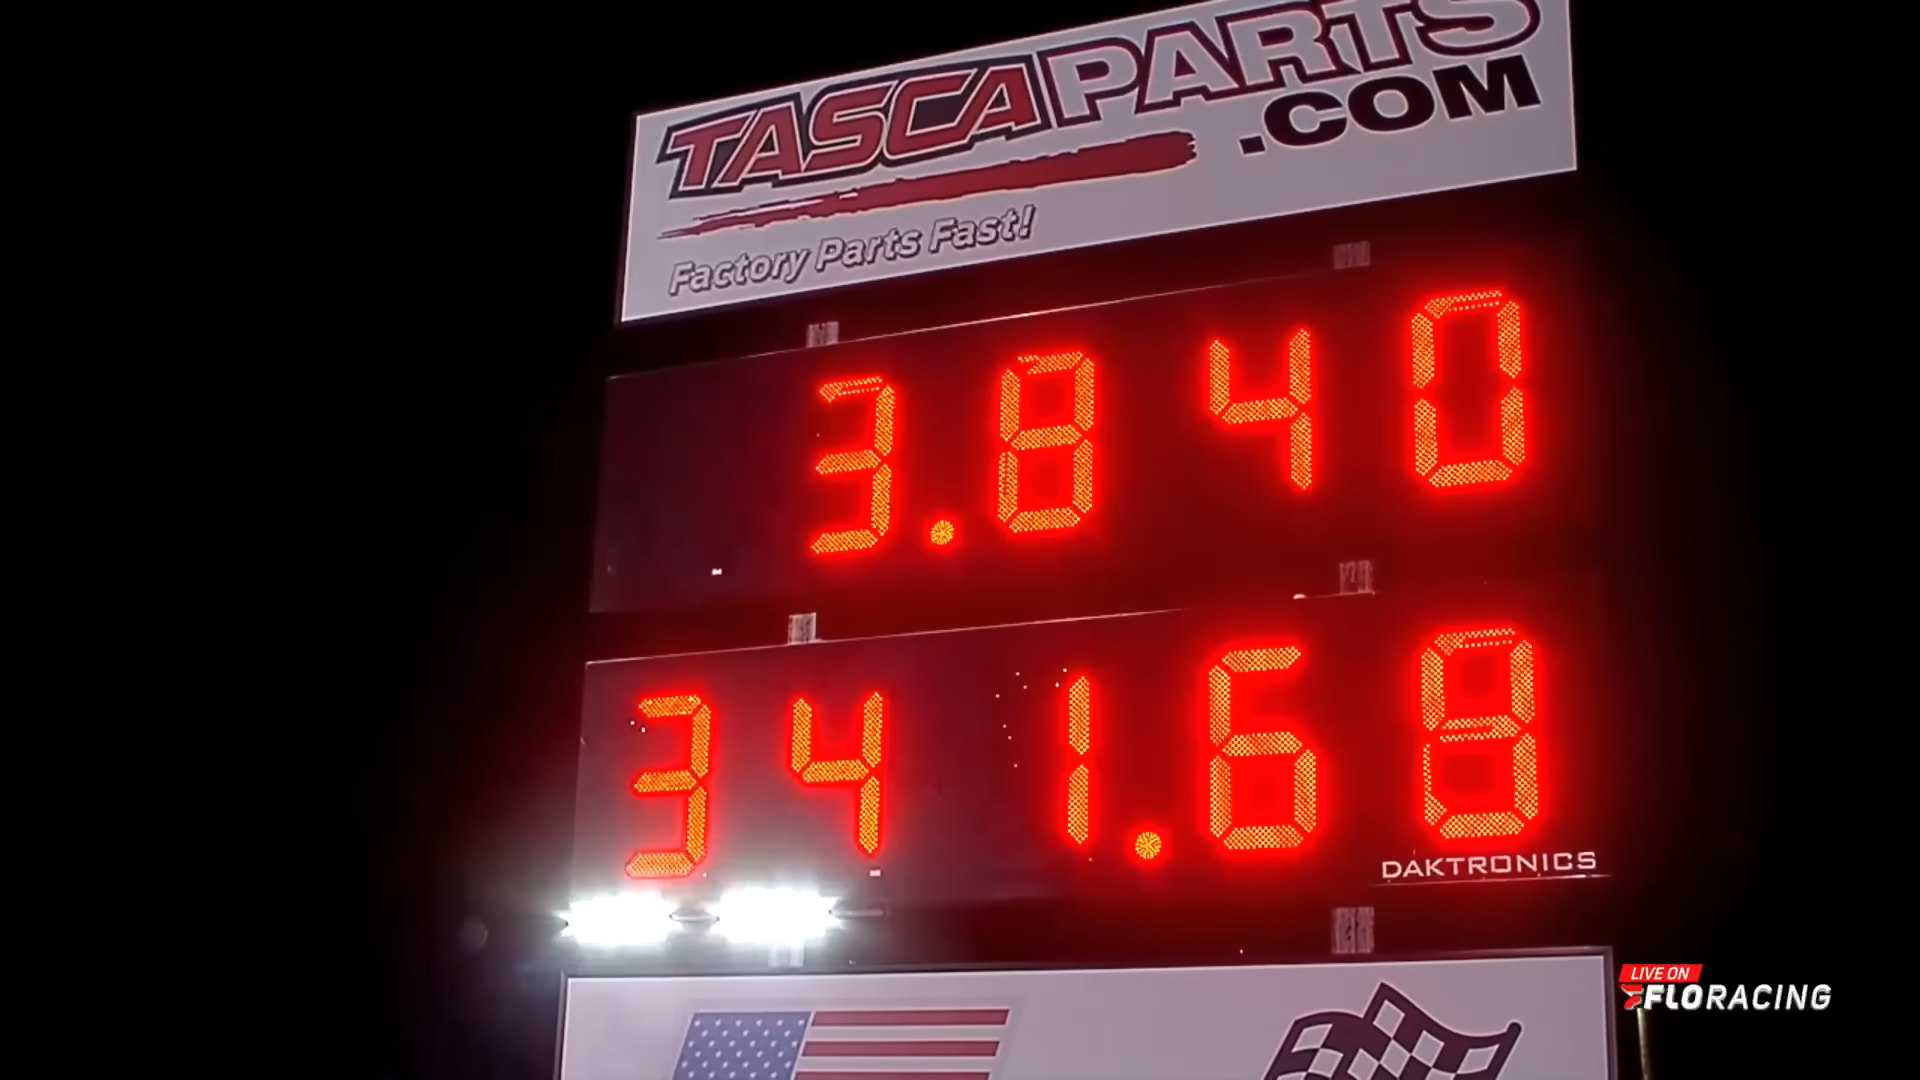 TASCAPARTS
.COM
Factory Parts Fast!
3.840
341.68
DAKTRONICS
LIVE ON
FLORACING